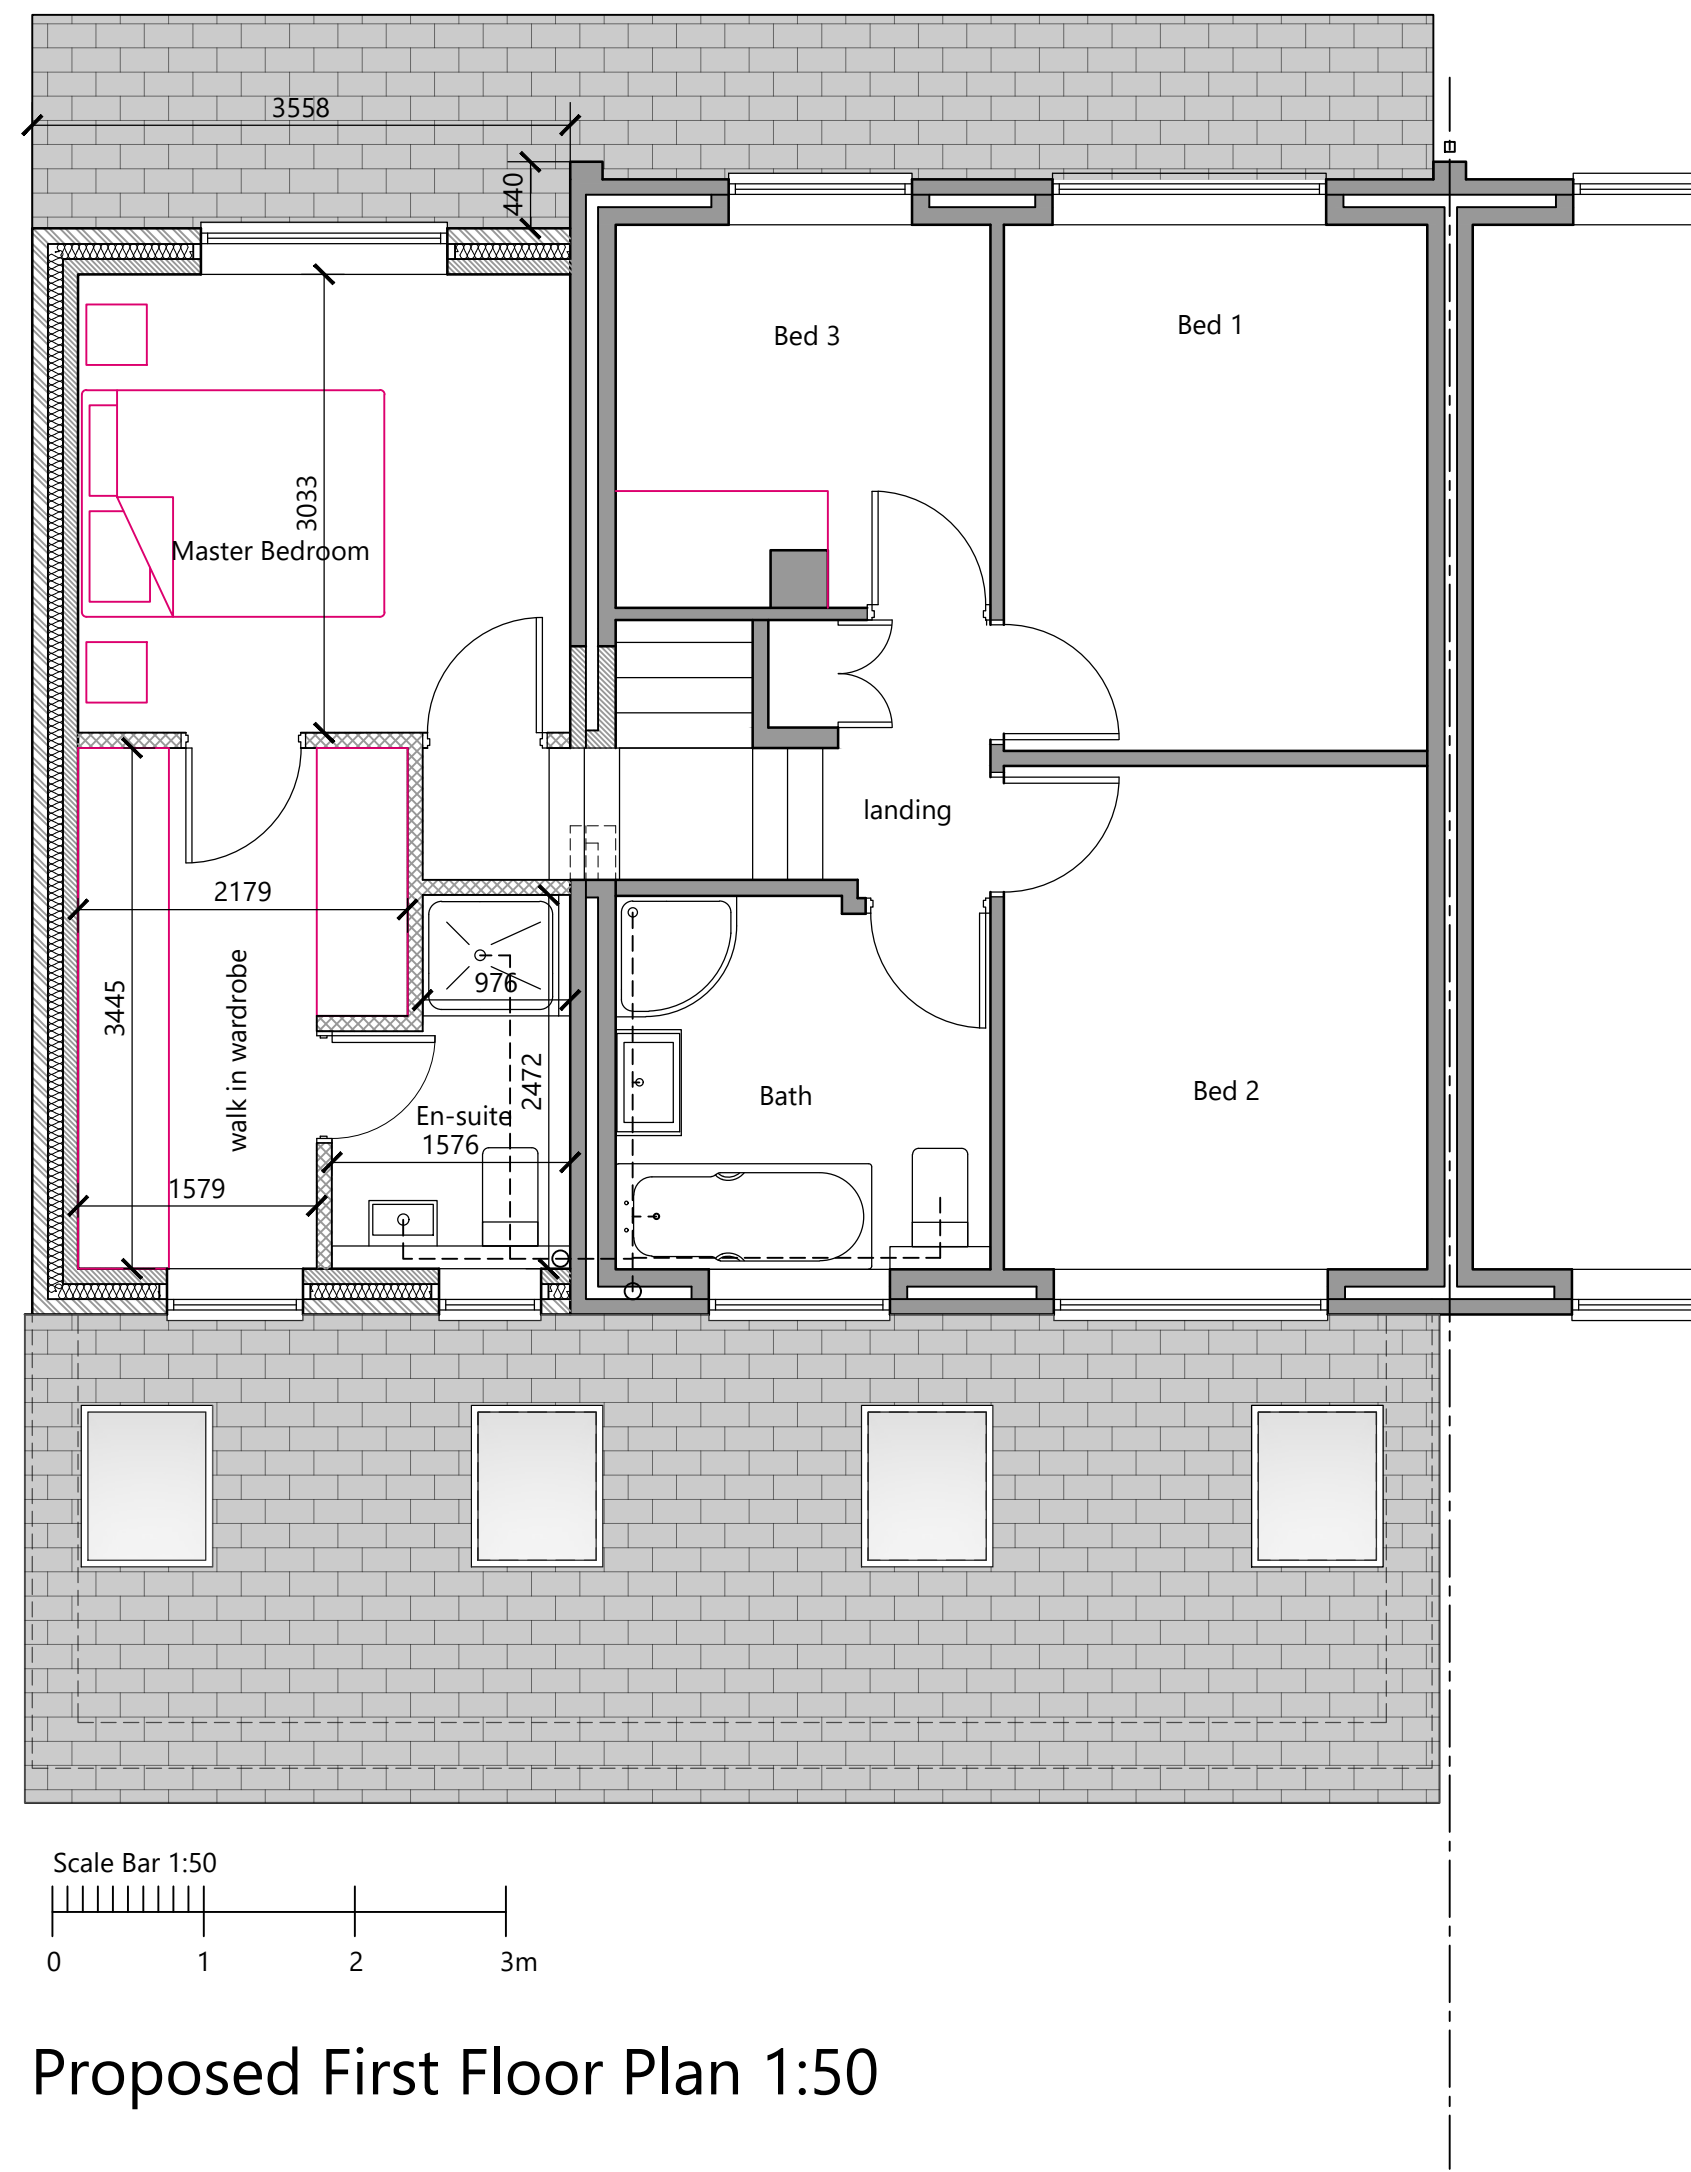 3558
440
Bed 3
Bed 1
3033
Master Bedroom
landing
2179
walk in wardrobe
3445
976
2472
En-suite
1576
Bath
Bed 2
1579
Scale Bar 1:50
0 1 2 3m
Proposed First Floor Plan 1:50